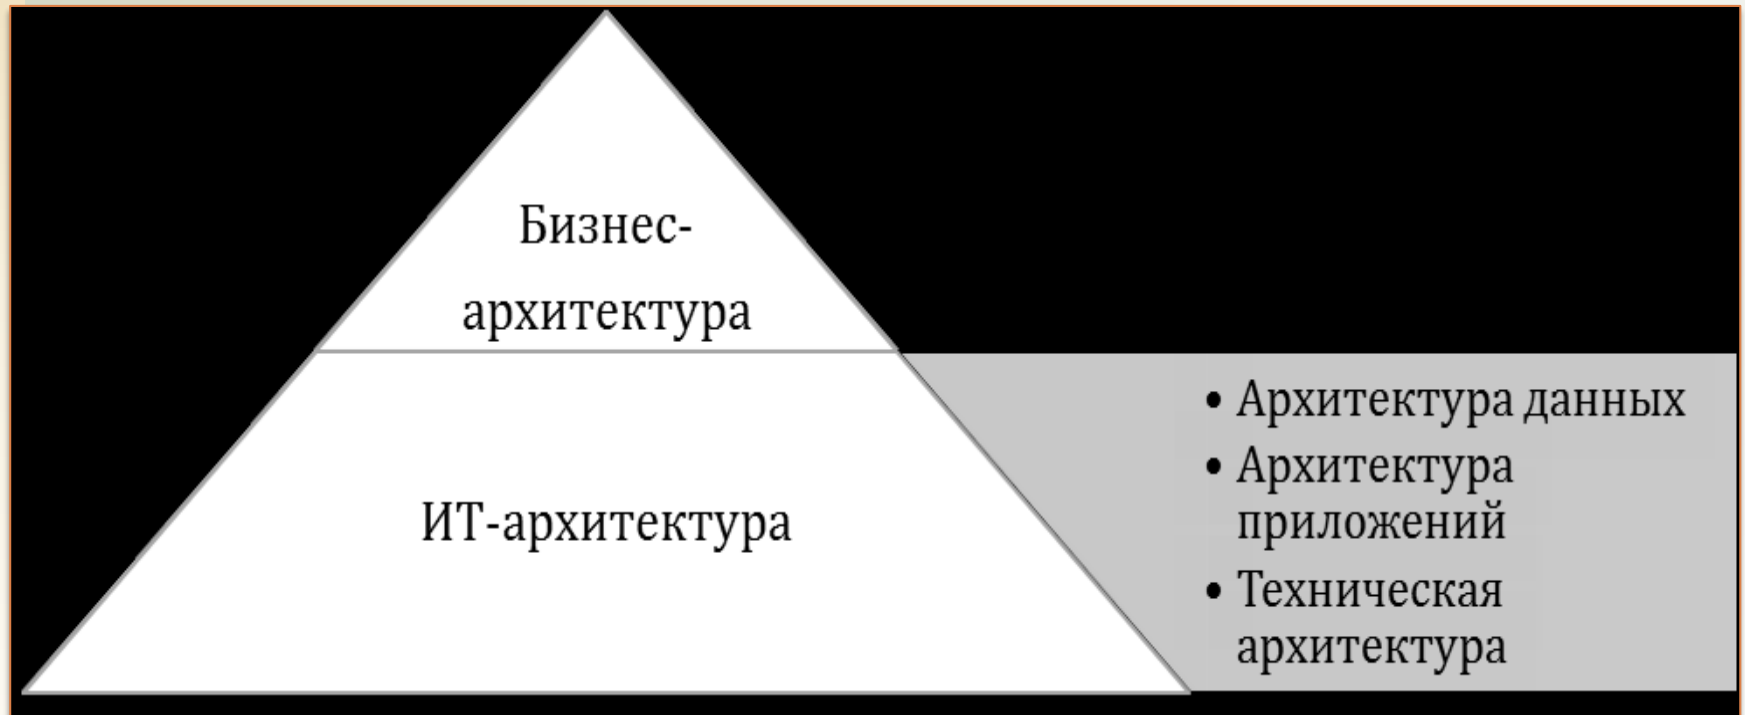 Бизнес-
архитектура
ИТ-архитектура
• Архитектура данных
• Архитектура
приложений
• Техническая
архитектура